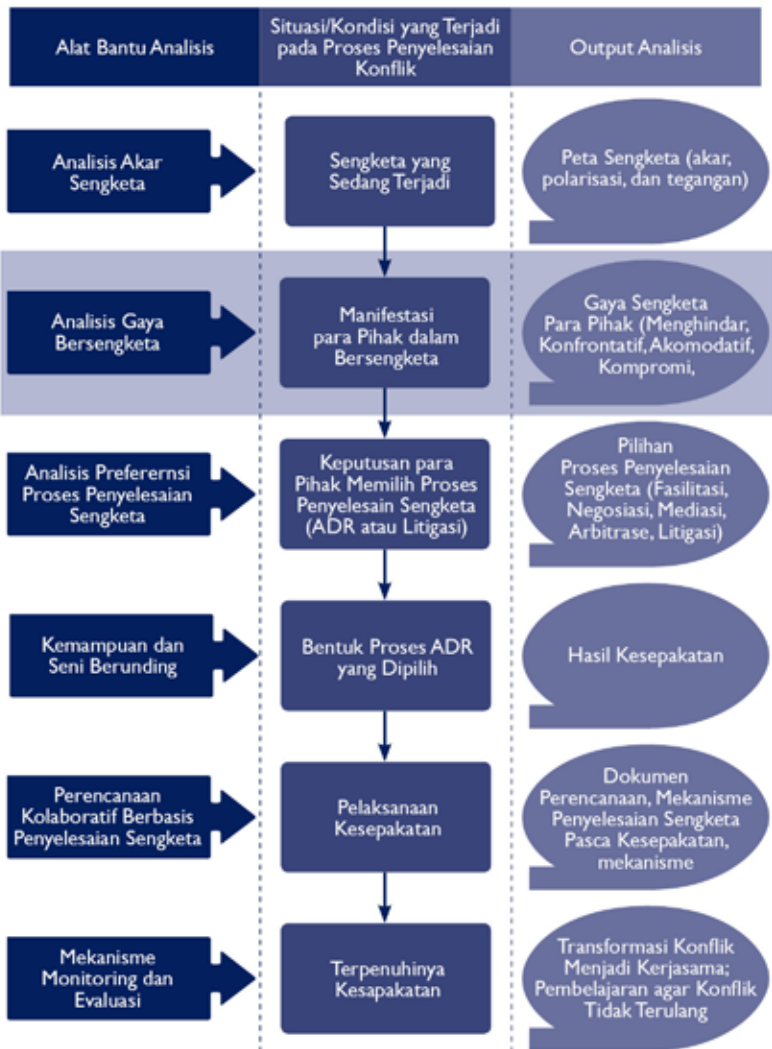 Alat Bantu Analisis
Situasi/Kondisi yang Terjadi
pada Proses Penyelesaian
Konflik
Output Analisis
Analisis Akar
Sengketa
Sengketa yang
Sedang Terjadi
Peta Sengketa (akar,
polarisasi, dan tegangan)
Analisis Gaya
Bersengketa
Manifestasi
para Pihak dalam
Bersengketa
Gaya Sengketa
Para Pihak (Menghindar,
Konfrontatif, Akomodatif,
Kompromi,
Analisis Preferernsi
Proses Penyelesaian
Sengketa
Keputusan para
Pihak Memilih Proses
Penyelesain Sengketa
(ADR atau Litigasi)
Pilihan
Proses Penyelesaian
Sengketa (Fasilitasi,
Negosiasi, Mediasi,
Arbitrase, Litigasi)
Kemampuan dan
Seni Berunding
Bentuk Proses ADR
yang Dipilih
Hasil Kesepakatan
Perencanaan
Kolaboratif Berbasis
Penyelesaian Sengketa
Pelaksanaan
Kesepakatan
Dokumen
Perencanaan, Mekanisme
Penyelesaian Sengketa
Pasca Kesepakatan,
mekanisme
Mekanisme
Monitoring dan
Evaluasi
Terpenuhinya
Kesapakatan
Transformasi Konflik
Menjadi Kerjasama;
Pembelajaran agar Konflik
Tidak Terulang